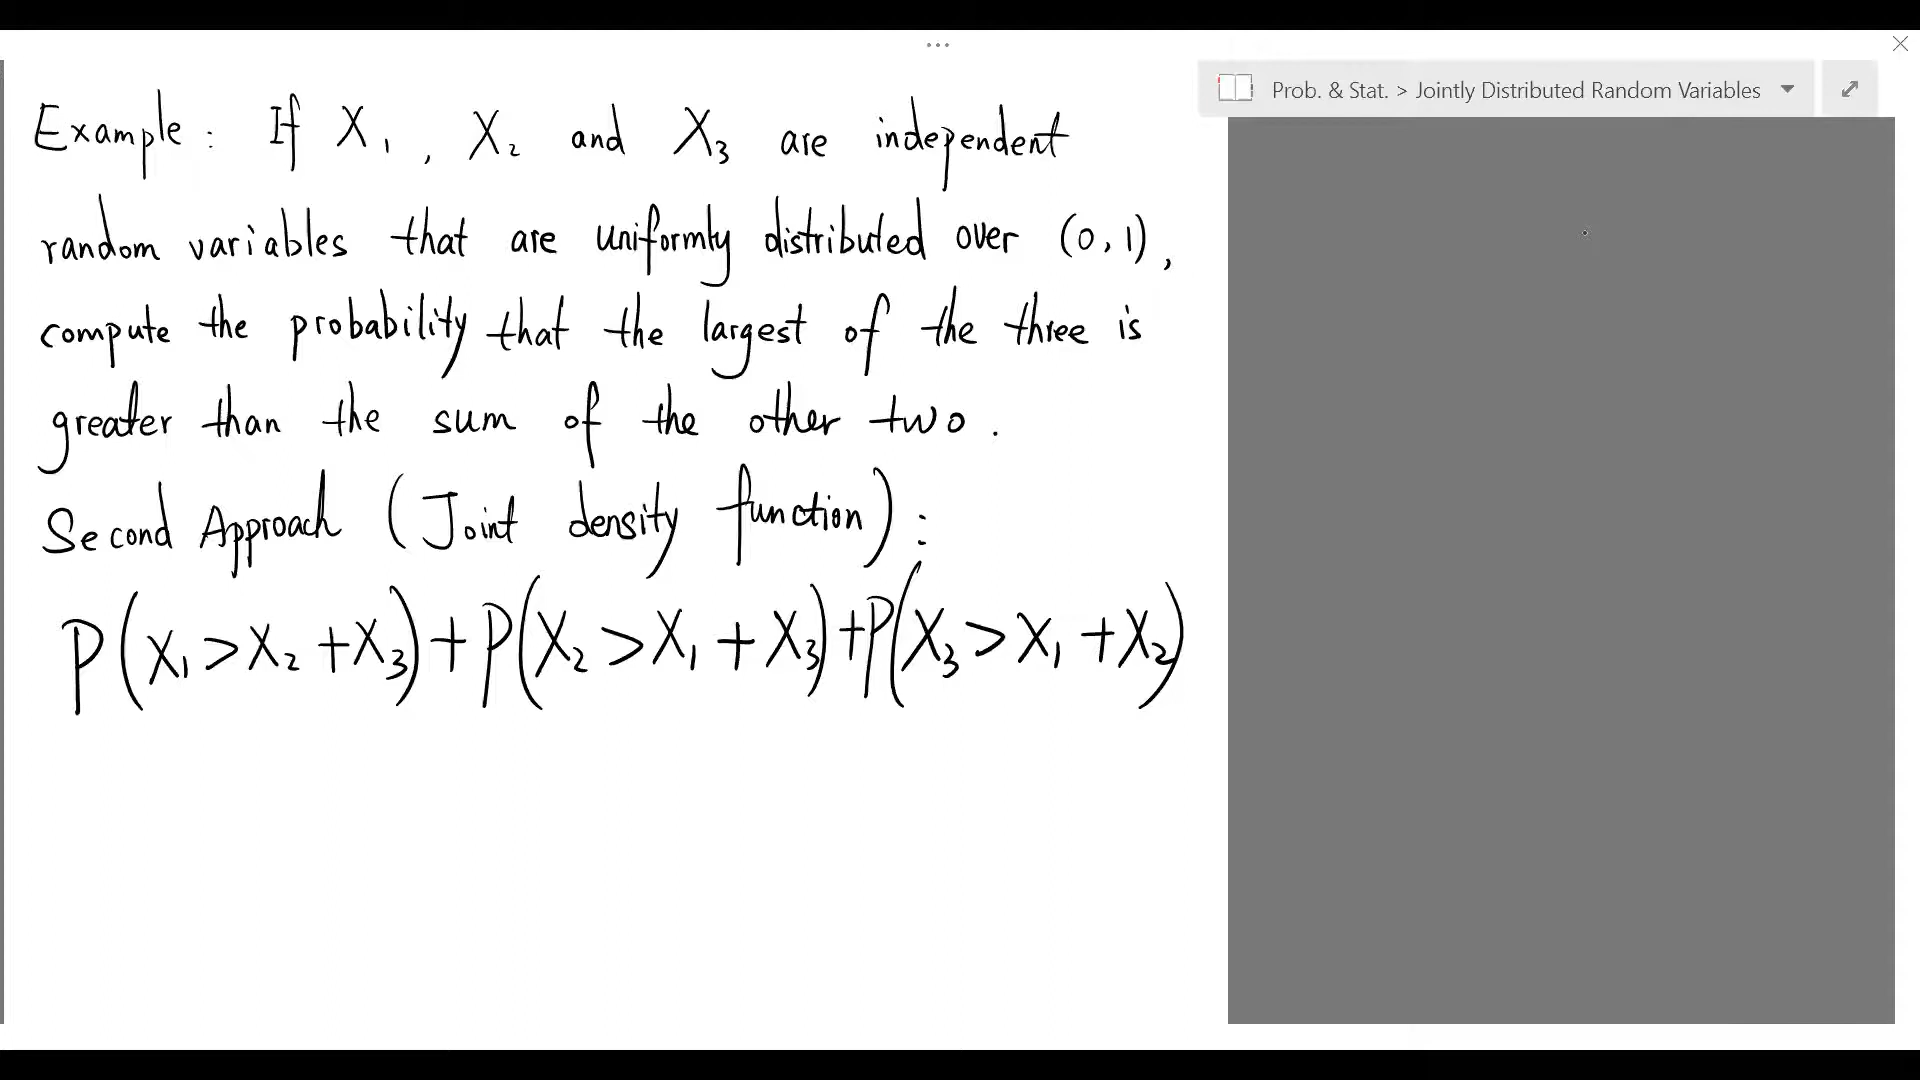 Prob. & Stat. > Jointly Distributed Random Variables
Example: If X₁, X₂ and X₃ are independent
random variables that are uniformly distributed over (0,1),
compute the probability that the largest of the three is
greater than the sum of the other two.
Second Approach (Joint density function):
P(X₁>X₂+X₃)+P(X₂>X₁+X₃)+P(X₃>X₁+X₂)